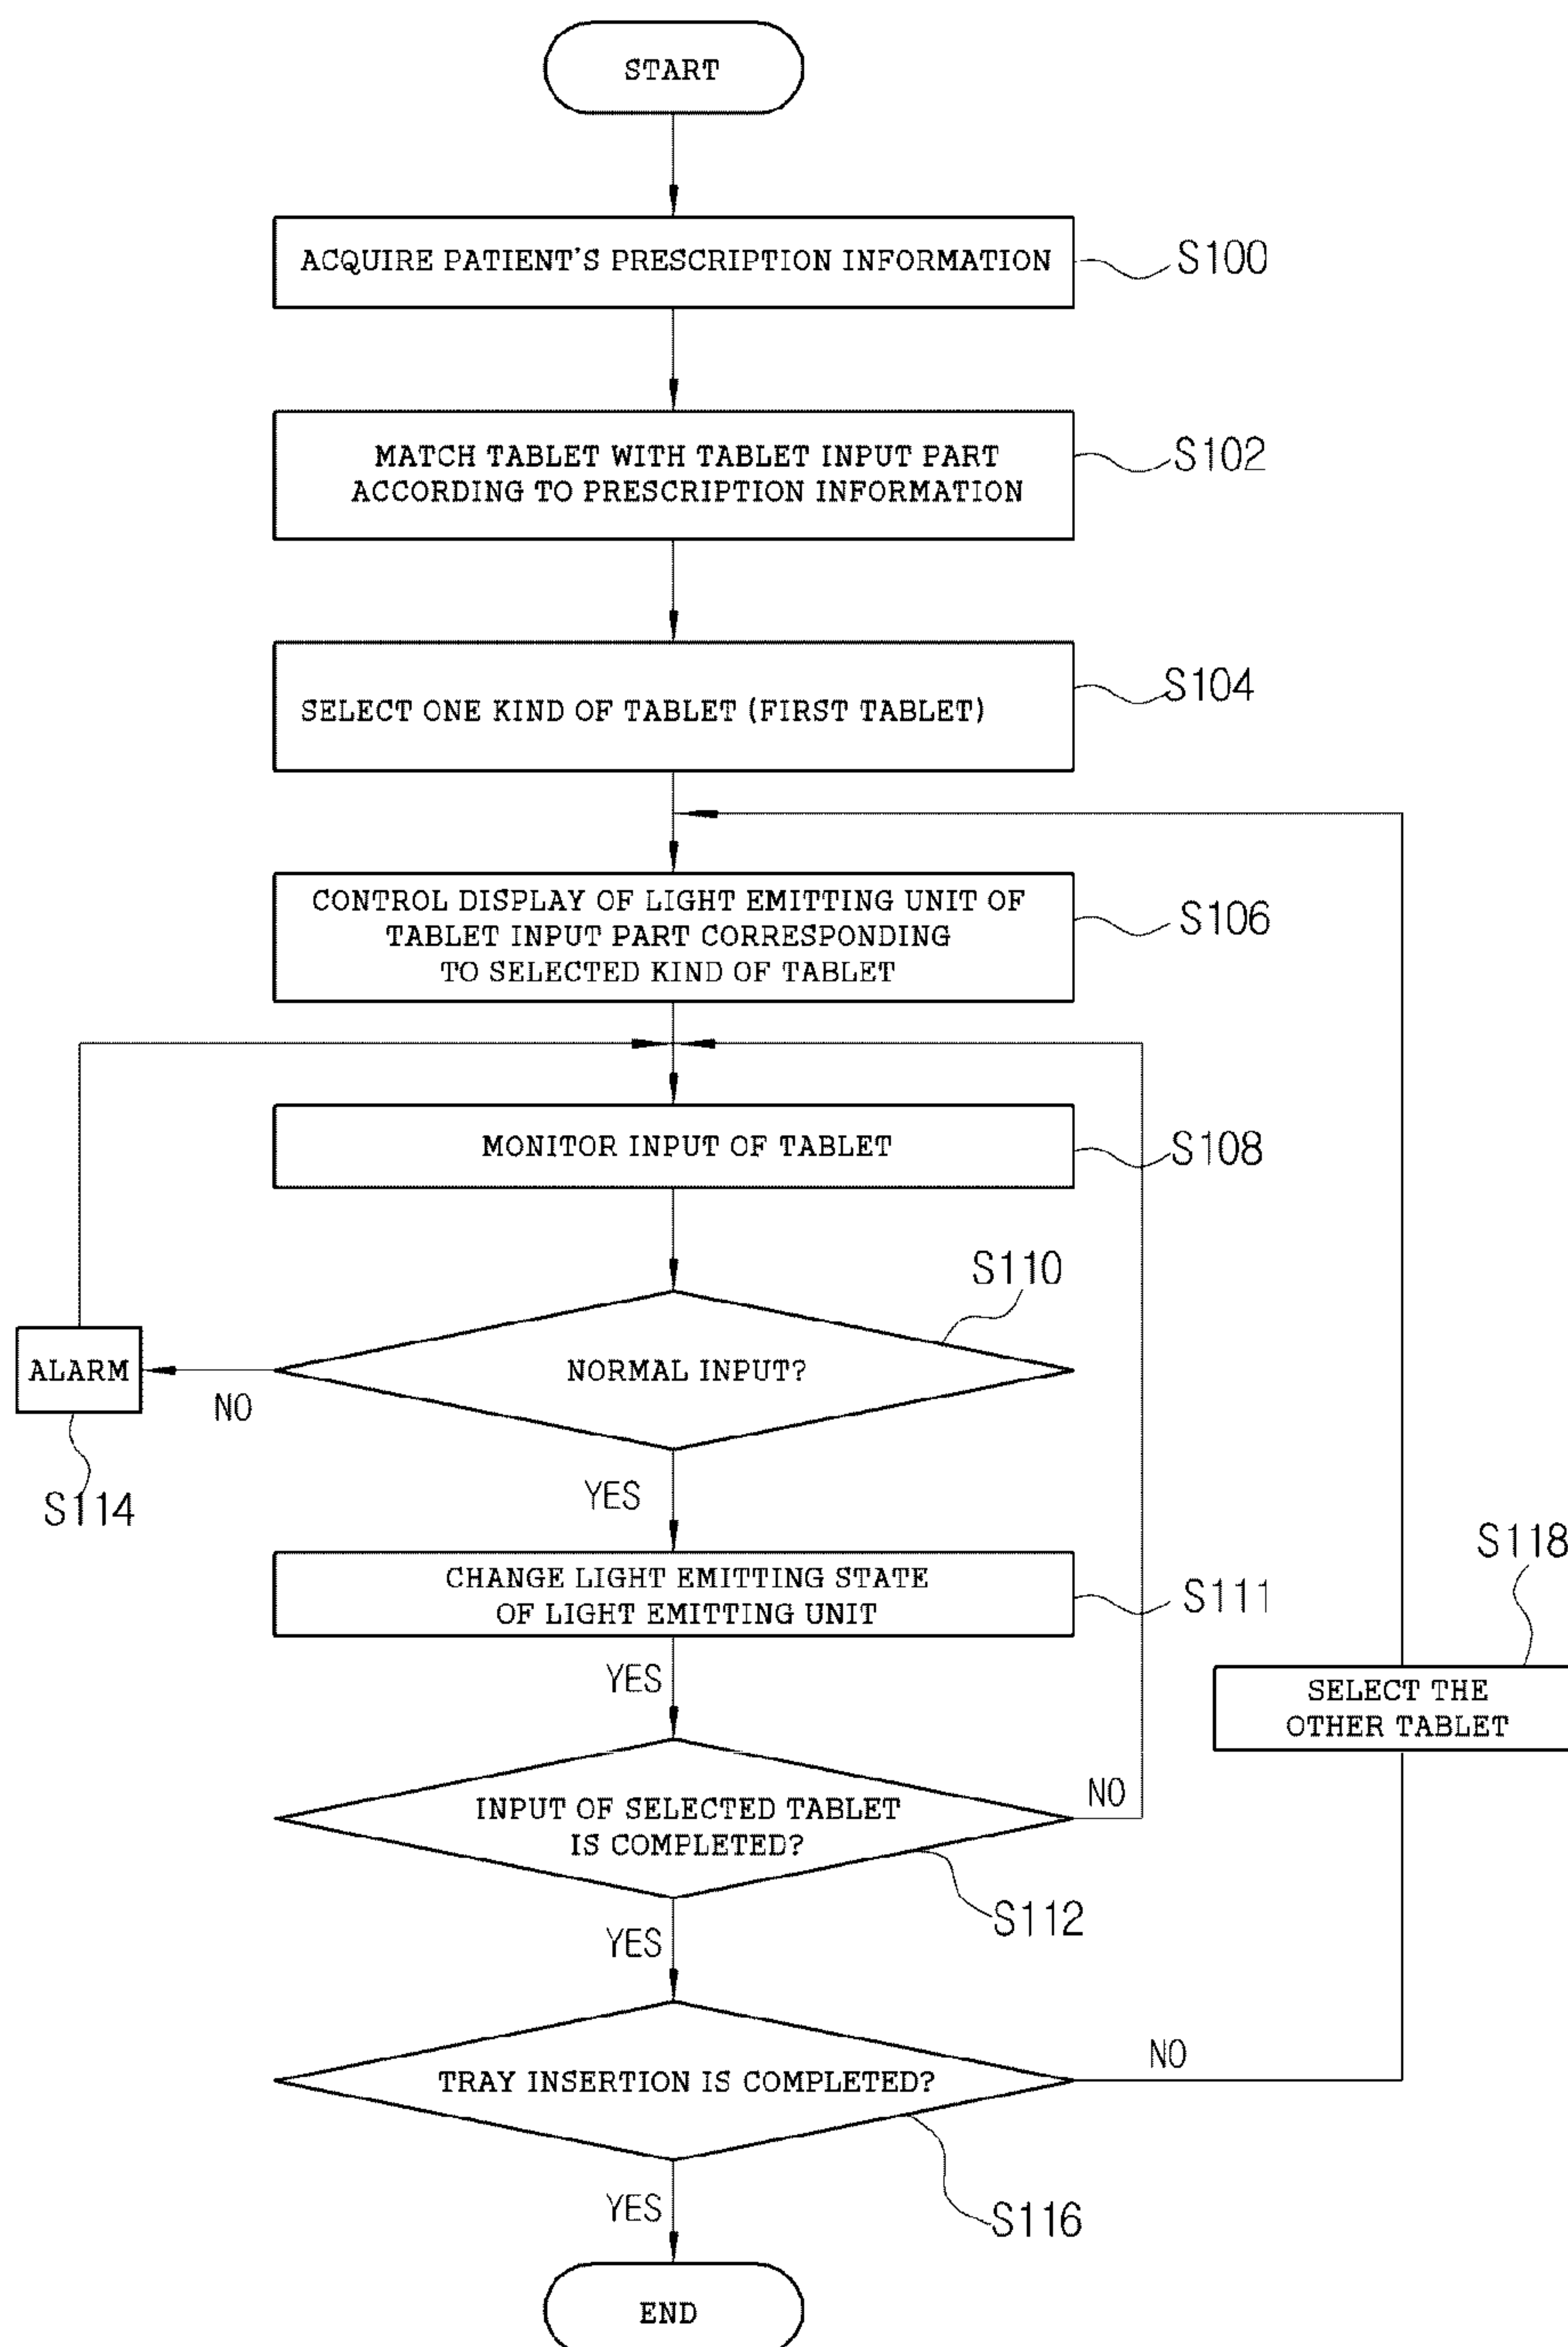 START
ACQUIRE PATIENT'S PRESCRIPTION INFORMATION
S100
MATCH TABLET WITH TABLET INPUT PART
ACCORDING TO PRESCRIPTION INFORMATION
S102
SELECT ONE KIND OF TABLET (FIRST TABLET)
S104
CONTROL DISPLAY OF LIGHT EMITTING UNIT OF
TABLET INPUT PART CORRESPONDING
TO SELECTED KIND OF TABLET
S106
MONITOR INPUT OF TABLET
S108
S110
NORMAL INPUT?
ALARM
NO
S114
YES
CHANGE LIGHT EMITTING STATE
OF LIGHT EMITTING UNIT
S111
S118
SELECT THE
OTHER TABLET
YES
INPUT OF SELECTED TABLET
IS COMPLETED?
NO
S112
YES
TRAY INSERTION IS COMPLETED?
NO
S116
YES
END